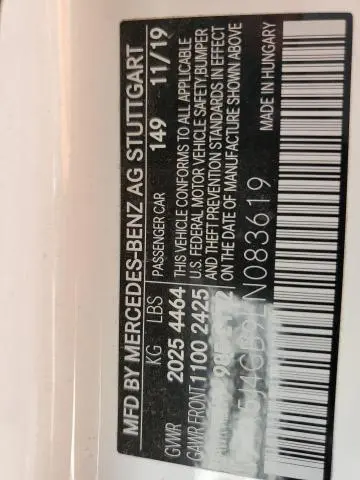 MFD BY MERCEDES-BENZ AG STUTTGART
KG LBS PASSENGER CAR 149 11/19
GVWR 2025 4464 THIS VEHICLE CONFORMS TO ALL APPLICABLE
GAWR FRONT 1100 2425 U.S. FEDERAL MOTOR VEHICLE SAFETY,BUMPER
AND THEFT PREVENTION STANDARDS IN EFFECT
ON THE DATE OF MANUFACTURE SHOWN ABOVE
5J4GB9LN083619
MADE IN HUNGARY